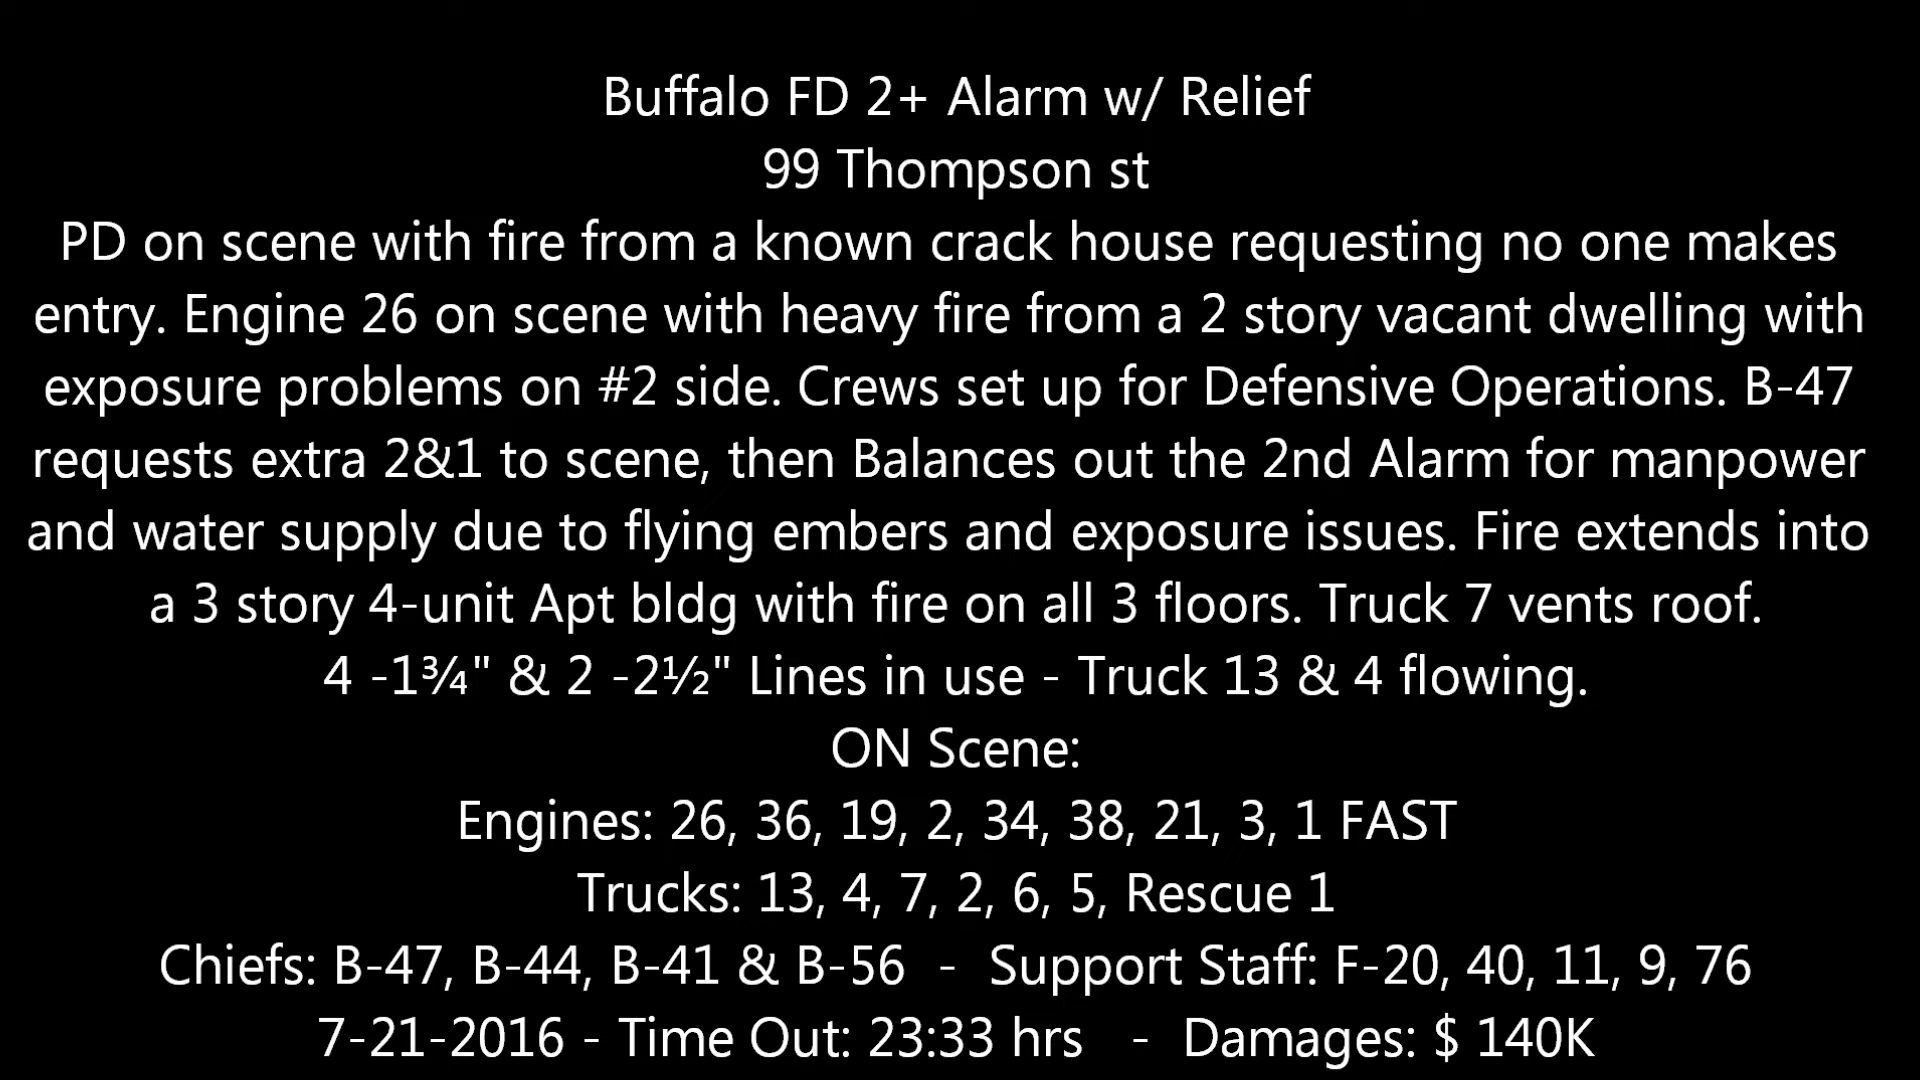 Buffalo FD 2+ Alarm w/ Relief
99 Thompson st
PD on scene with fire from a known crack house requesting no one makes
entry. Engine 26 on scene with heavy fire from a 2 story vacant dwelling with
exposure problems on #2 side. Crews set up for Defensive Operations. B-47
requests extra 2&1 to scene, then Balances out the 2nd Alarm for manpower
and water supply due to flying embers and exposure issues. Fire extends into
a 3 story 4-unit Apt bldg with fire on all 3 floors. Truck 7 vents roof.
4 -1¾" & 2 -2½" Lines in use - Truck 13 & 4 flowing.
ON Scene:
Engines: 26, 36, 19, 2, 34, 38, 21, 3, 1 FAST
Trucks: 13, 4, 7, 2, 6, 5, Rescue 1
Chiefs: B-47, B-44, B-41 & B-56  -  Support Staff: F-20, 40, 11, 9, 76
7-21-2016 - Time Out: 23:33 hrs   -  Damages: $ 140K